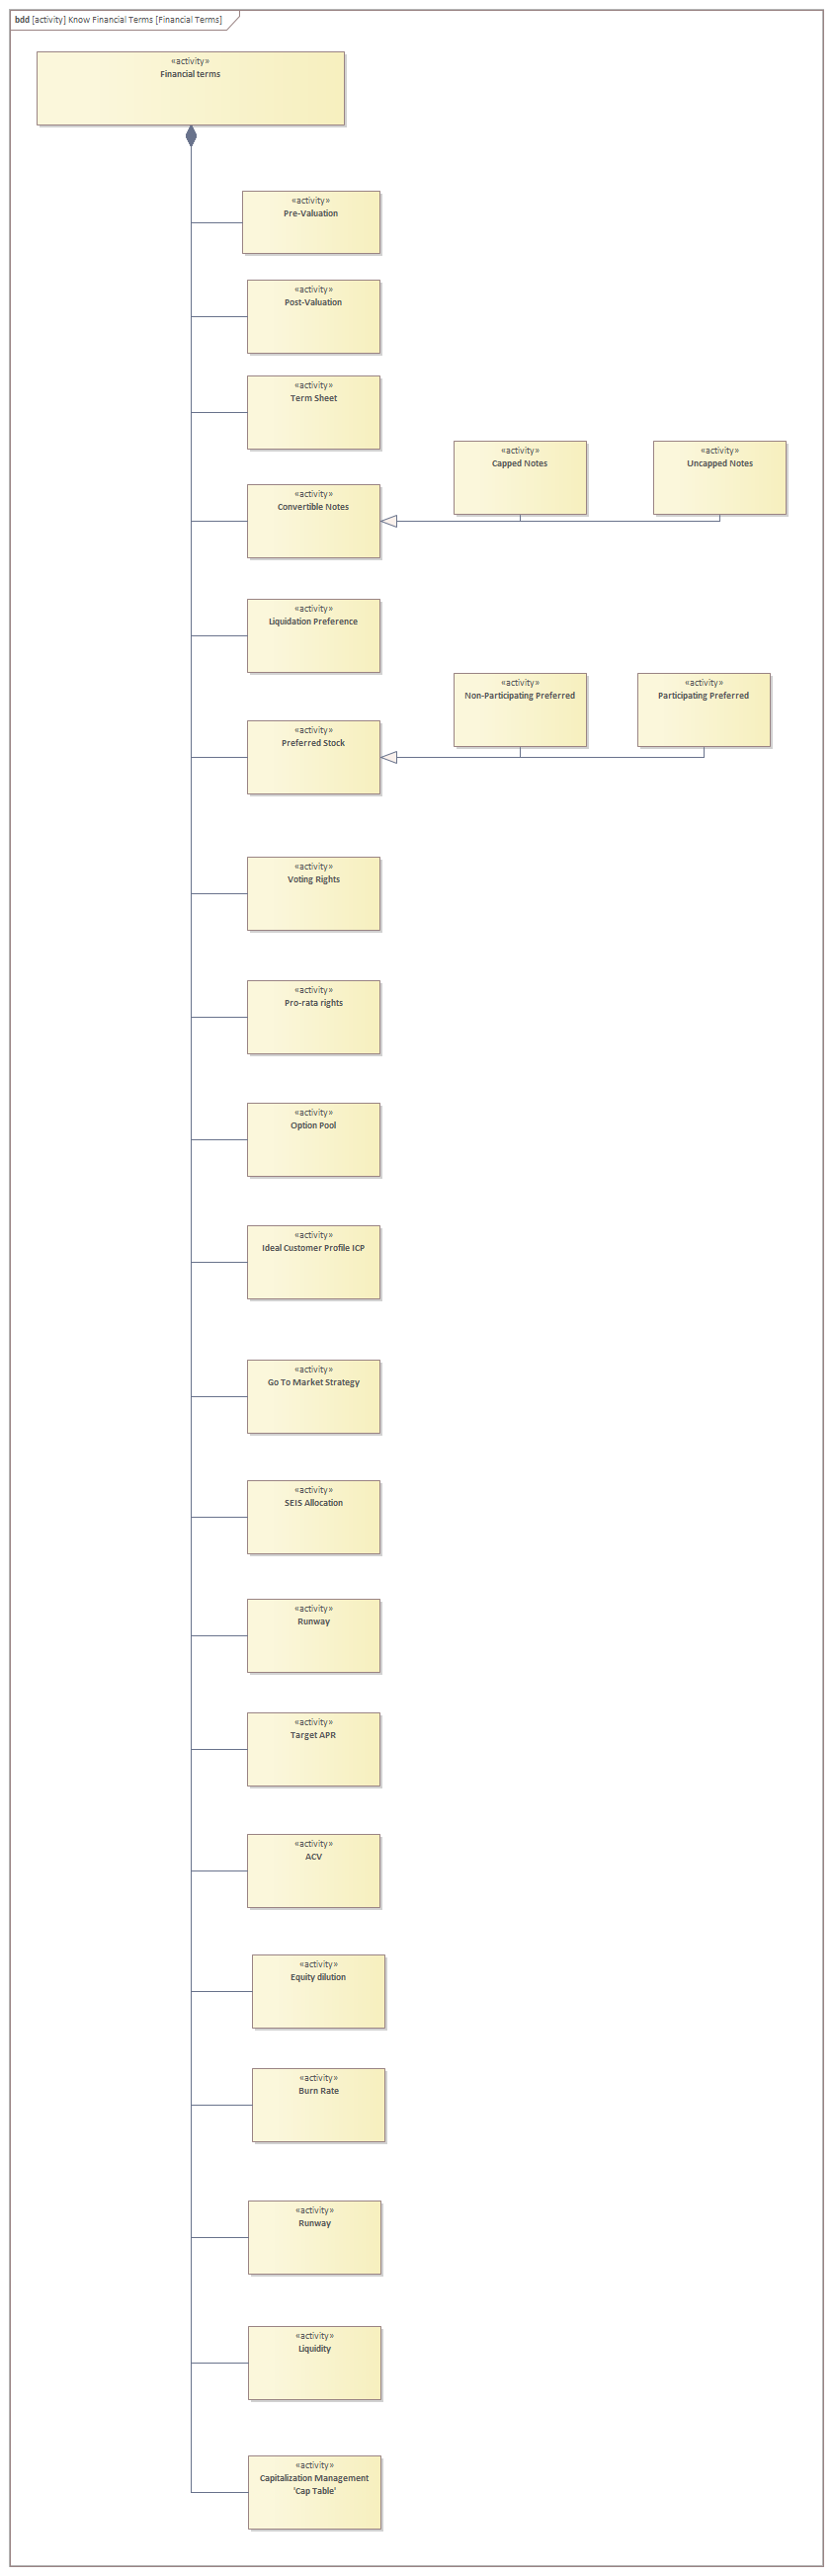 bdd [activity] Know Financial Terms [Financial Terms]
«activity»
Financial terms
«activity»
Pre-Valuation
«activity»
Post-Valuation
«activity»
Term Sheet
«activity»
Capped Notes
«activity»
Uncapped Notes
«activity»
Convertible Notes
«activity»
Liquidation Preference
«activity»
Non-Participating Preferred
«activity»
Participating Preferred
«activity»
Preferred Stock
«activity»
Voting Rights
«activity»
Pro-rata rights
«activity»
Option Pool
«activity»
Ideal Customer Profile ICP
«activity»
Go To Market Strategy
«activity»
SEIS Allocation
«activity»
Runway
«activity»
Target APR
«activity»
ACV
«activity»
Equity dilution
«activity»
Burn Rate
«activity»
Runway
«activity»
Liquidity
«activity»
Capitalization Management
'Cap Table'